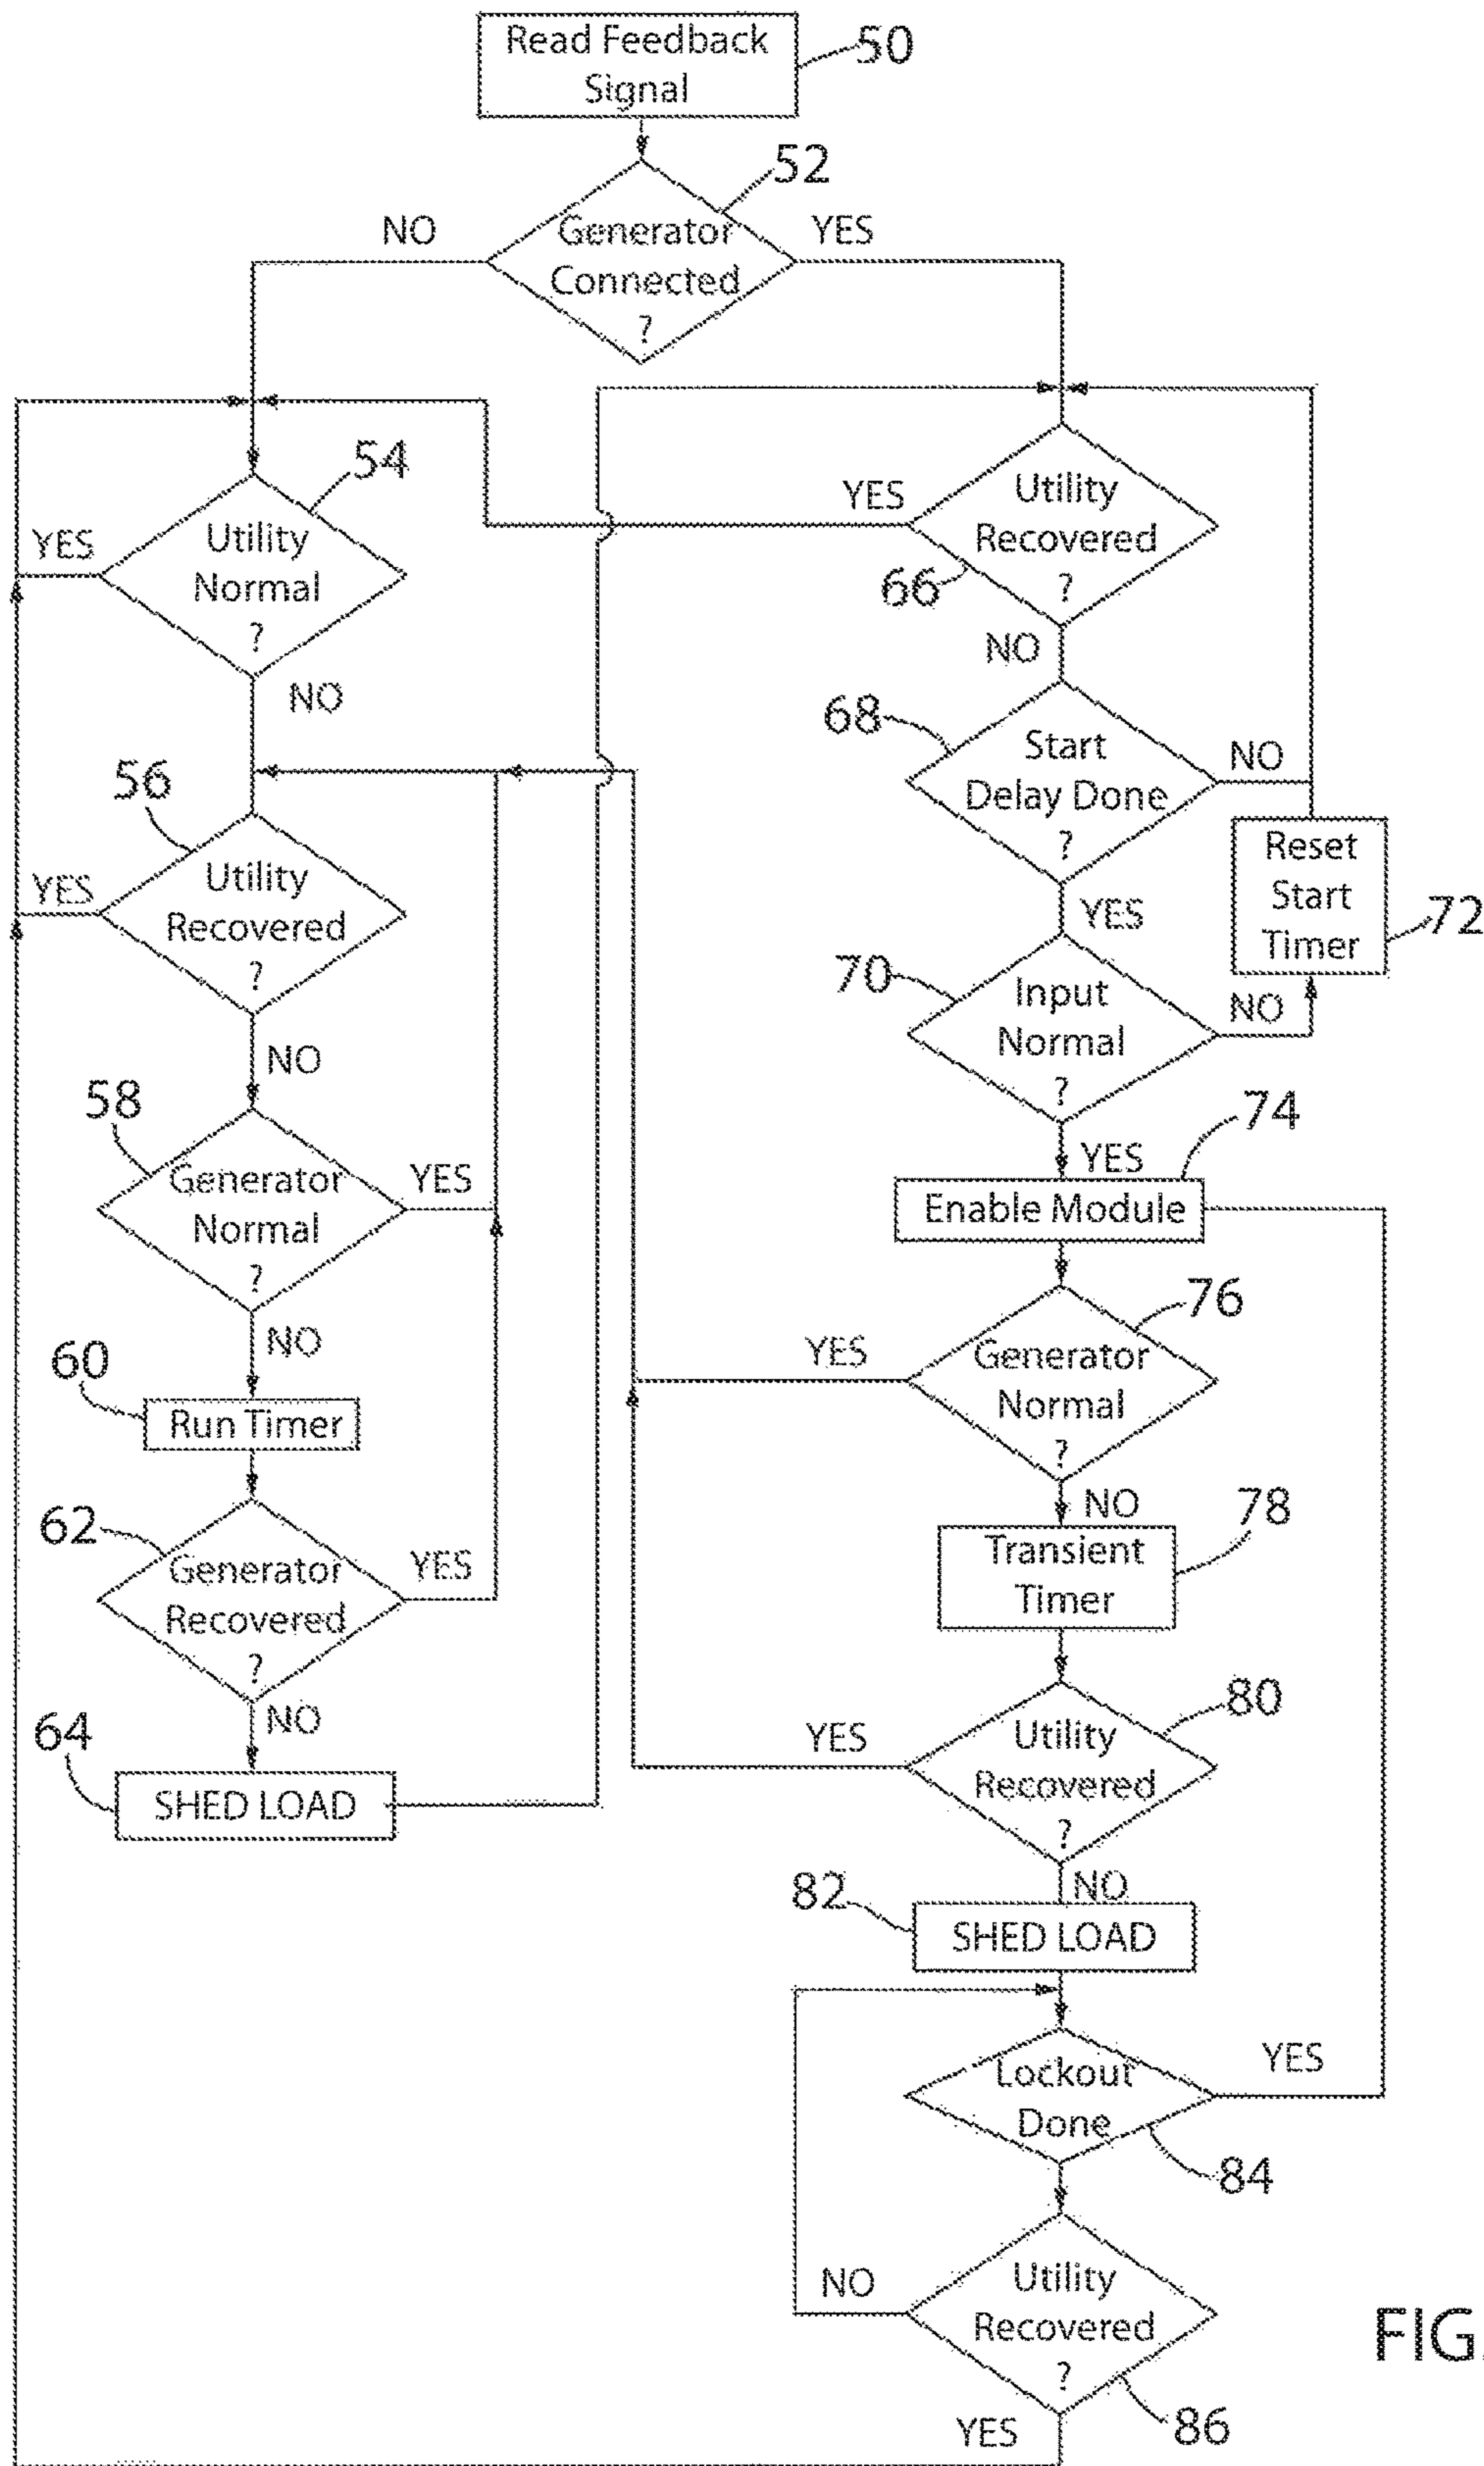 Read Feedback
Signal
50
52
NO
Generator
Connected
?
YES
54
YES
Utility
Normal
?
NO
YES
Utility
Recovered
?
66
NO
56
YES
Utility
Recovered
?
NO
68
Start
Delay Done
?
NO
YES
Reset
Start
Timer
72
70
Input
Normal
?
NO
YES
58
Generator
Normal
?
YES
NO
74
Enable Module
60
Run Timer
76
YES
Generator
Normal
?
NO
62
Generator
Recovered
?
YES
NO
78
Transient
Timer
64
SHED LOAD
80
YES
Utility
Recovered
?
NO
82
SHED LOAD
Lockout
Done
YES
84
NO
Utility
Recovered
?
YES
86
FIG.